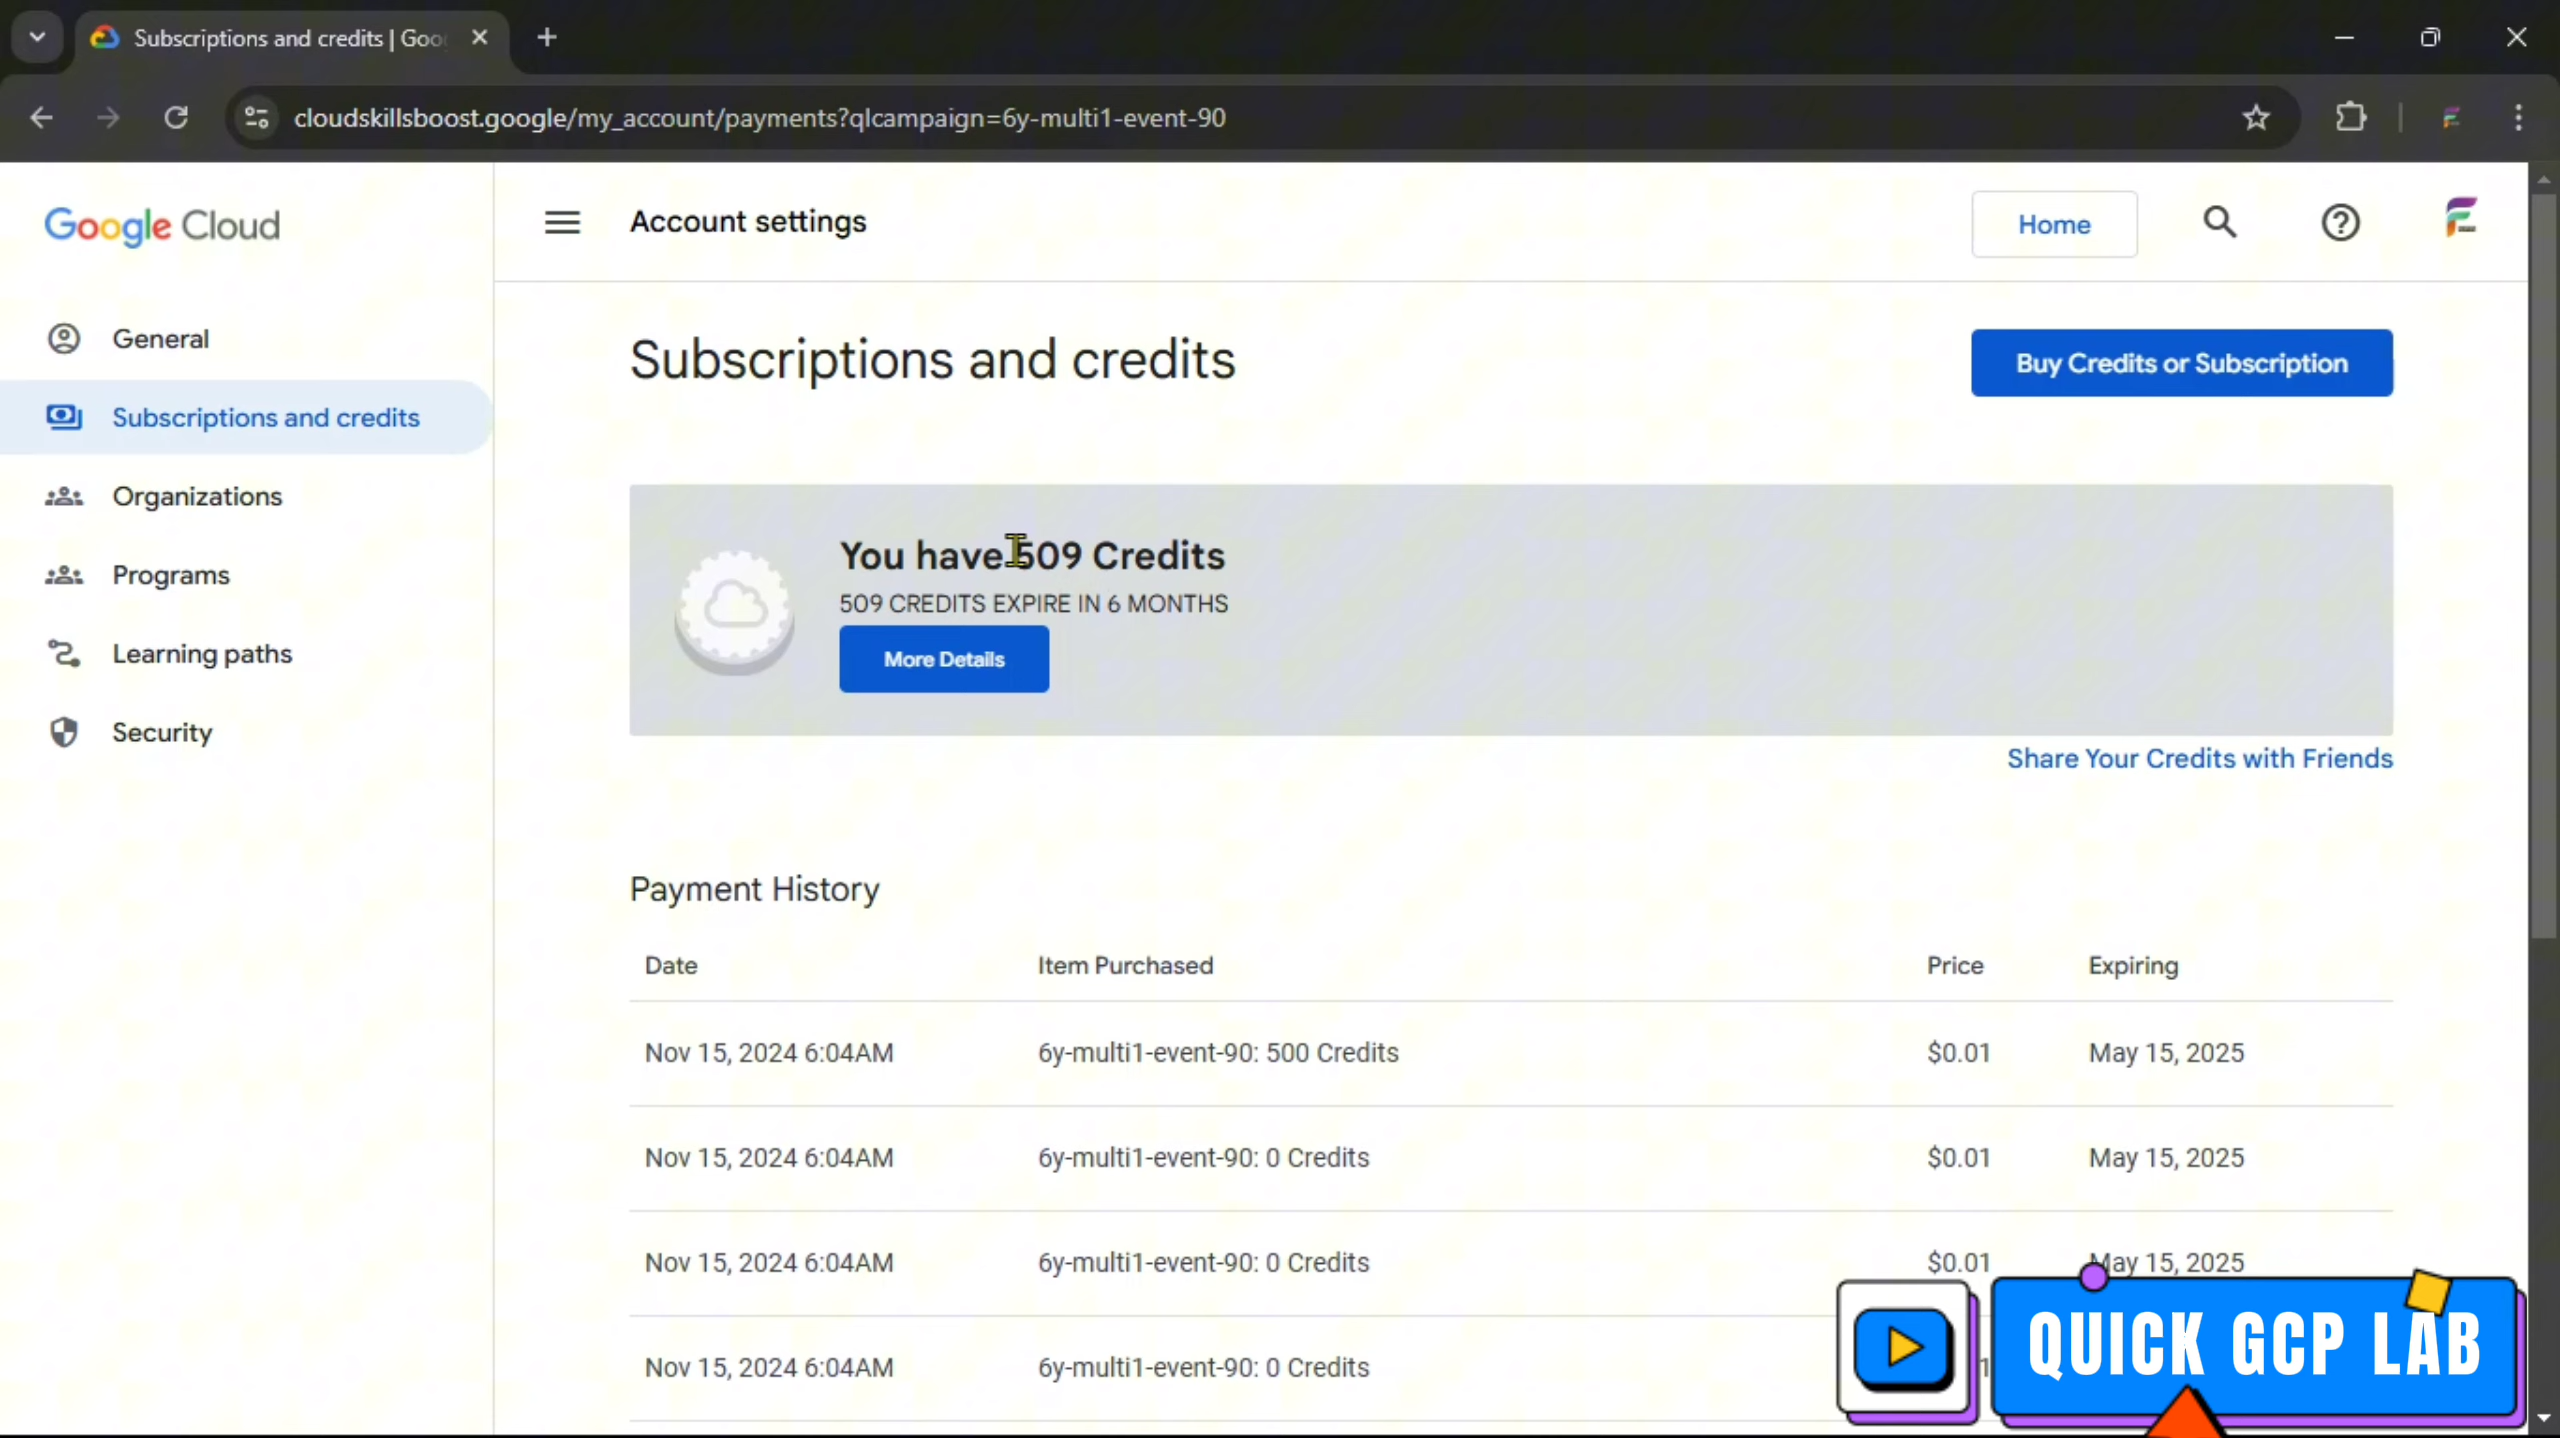 Subscriptions and credits | Goo
cloudskillsboost.google/my_account/payments?qlcampaign=6y-multi1-event-90
Google Cloud
Account settings
Home
General
Subscriptions and credits
Organizations
Programs
Learning paths
Security
Subscriptions and credits
Buy Credits or Subscription
You have 509 Credits
509 CREDITS EXPIRE IN 6 MONTHS
More Details
Share Your Credits with Friends
Payment History
Date Item Purchased Price Expiring
Nov 15, 2024 6:04AM 6y-multi1-event-90: 500 Credits $0.01 May 15, 2025
Nov 15, 2024 6:04AM 6y-multi1-event-90: 0 Credits $0.01 May 15, 2025
Nov 15, 2024 6:04AM 6y-multi1-event-90: 0 Credits $0.01 May 15, 2025
Nov 15, 2024 6:04AM 6y-multi1-event-90: 0 Credits
QUICK GCP LAB